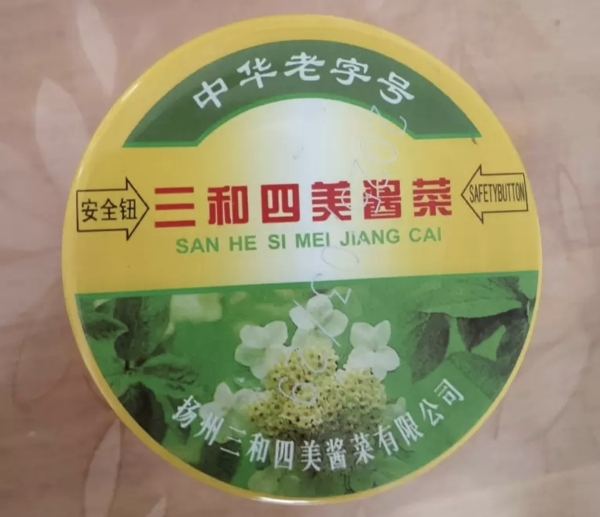 中华老字号
安全钮
三和四美酱菜
SAFETYBUTTON
SAN HE SI MEI JIANG CAI
扬州三和四美酱菜有限公司